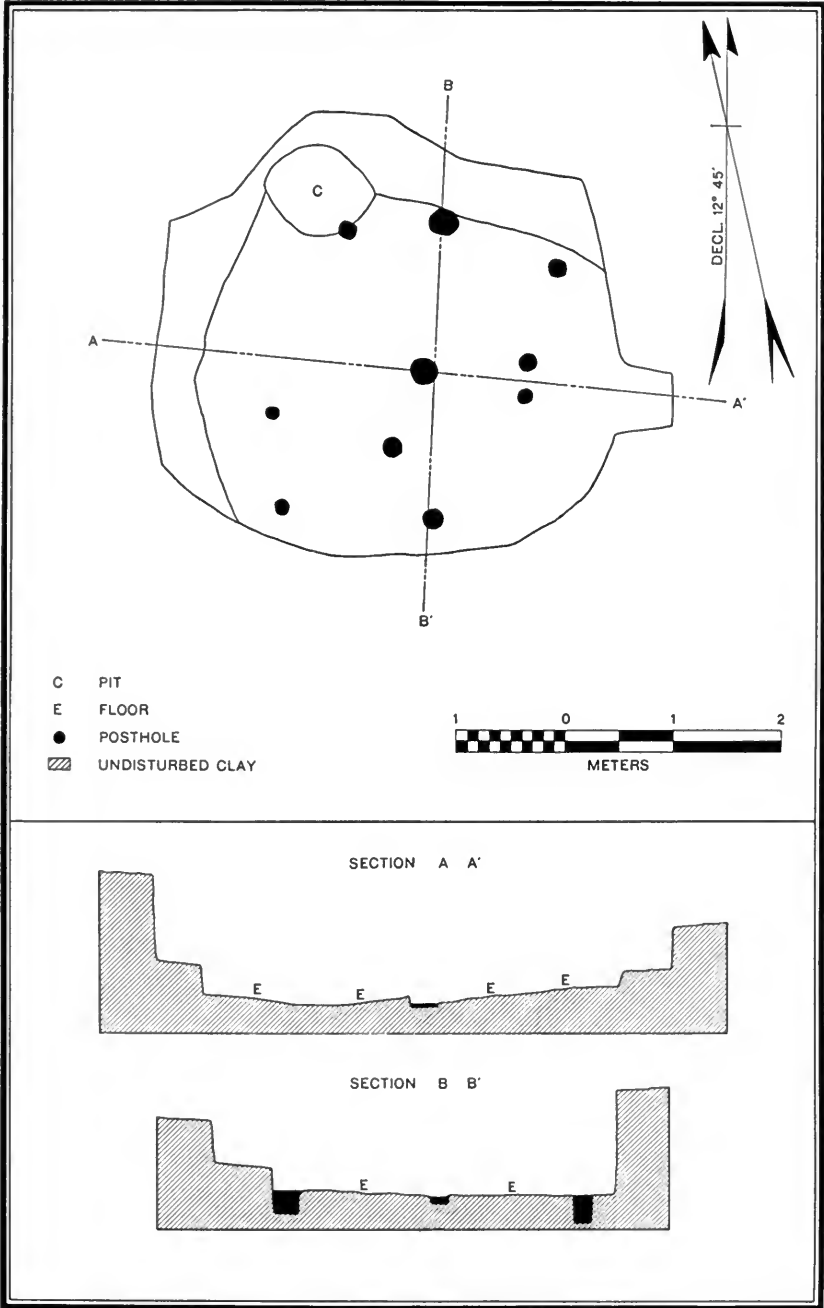 B
C
DECL. 12° 45'
A
A'
B'
C PIT
E FLOOR
POSTHOLE
UNDISTURBED CLAY
1 0 1 2
METERS
SECTION A A'
E E E E
SECTION B B'
E E